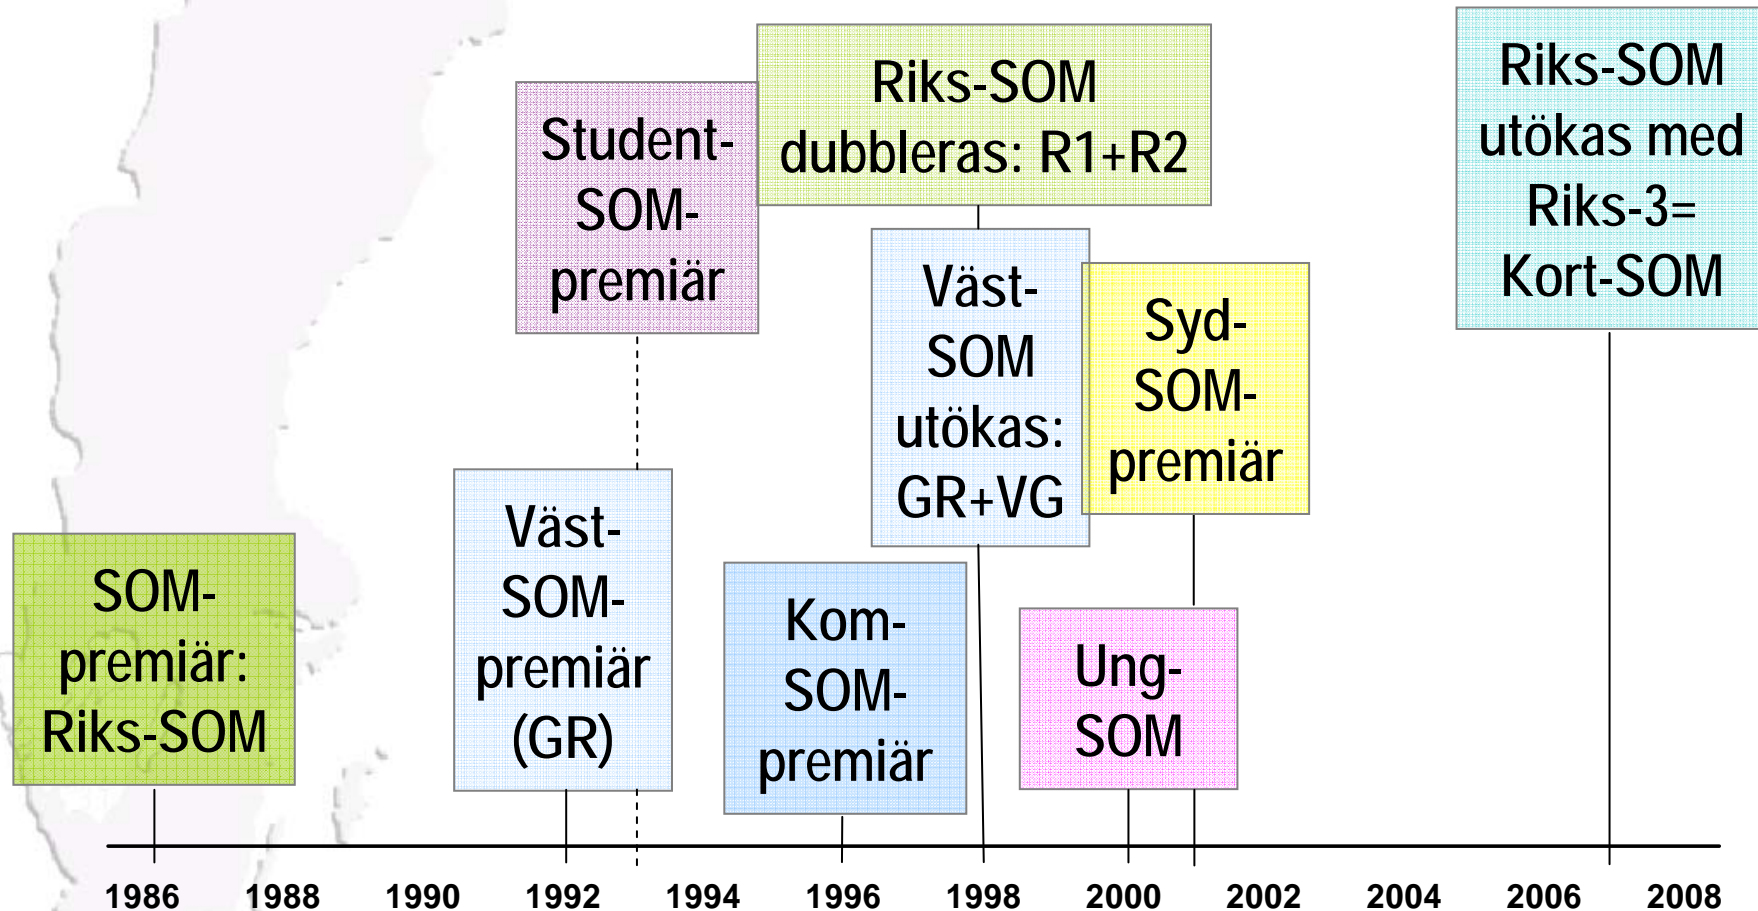 SOM-
premiär:
Riks-SOM
Väst-
SOM-
premiär
(GR)
Student-
SOM-
premiär
Kom-
SOM-
premiär
Riks-SOM
dubbleras: R1+R2
Väst-
SOM
utökas:
GR+VG
Ung-
SOM
Syd-
SOM-
premiär
Riks-SOM
utökas med
Riks-3=
Kort-SOM
1986 1988 1990 1992 1994 1996 1998 2000 2002 2004 2006 2008